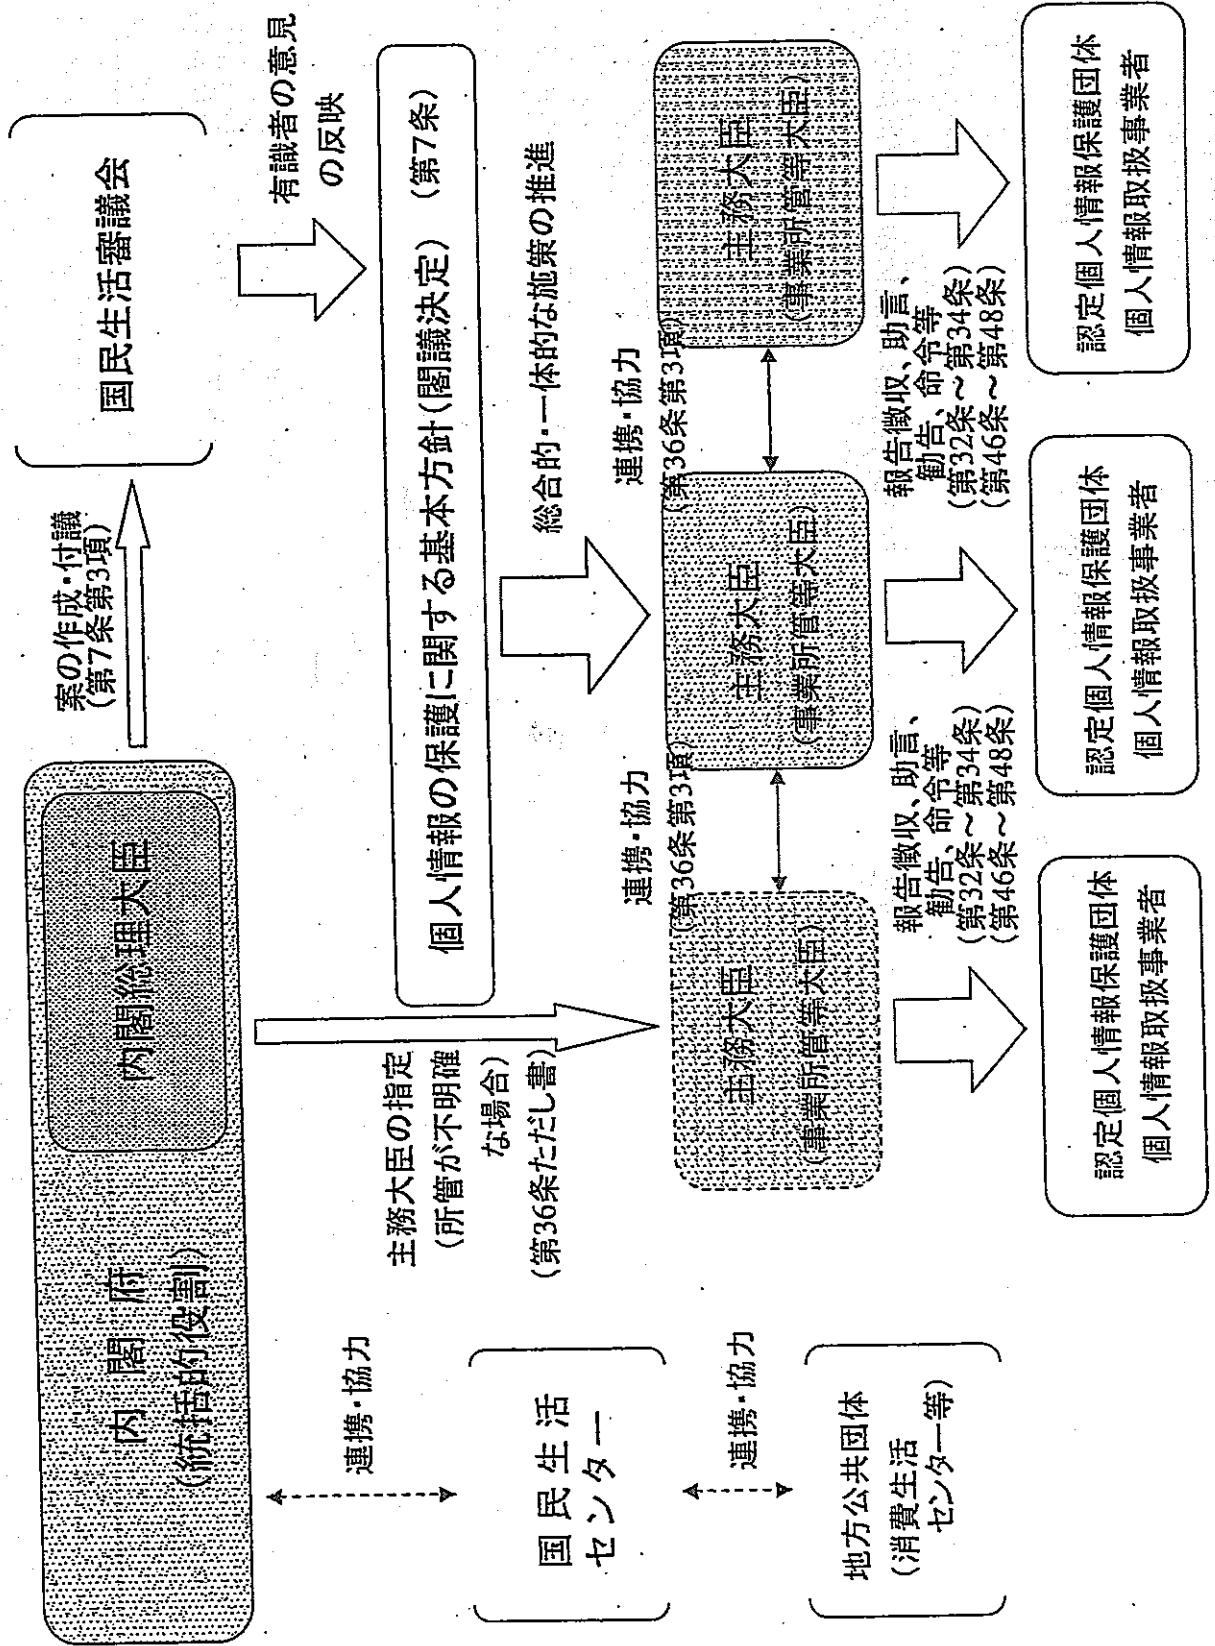 内閣府
(統括的役割)
内閣総理大臣
案の作成・付議
(第7条第3項)
国民生活審議会
有識者の意見
の反映
個人情報の保護に関する基本方針(閣議決定) (第7条)
主務大臣の指定
(所管が不明確
な場合)
(第36条ただし書)
総合的・一体的な施策の推進
連携・協力
国民生活
センター
連携・協力
地方公共団体
(消費生活
センター等)
主務大臣
(事業所管等大臣)
連携・協力
(第36条第3項)
主務大臣
(事業所管等大臣)
連携・協力
(第36条第3項)
主務大臣
(事業所管等大臣)
報告徴収、助言、
勧告、命令等
(第32条~第34条)
(第46条~第48条)
報告徴収、助言、
勧告、命令等
(第32条~第34条)
(第46条~第48条)
認定個人情報保護団体
個人情報取扱事業者
認定個人情報保護団体
個人情報取扱事業者
認定個人情報保護団体
個人情報取扱事業者